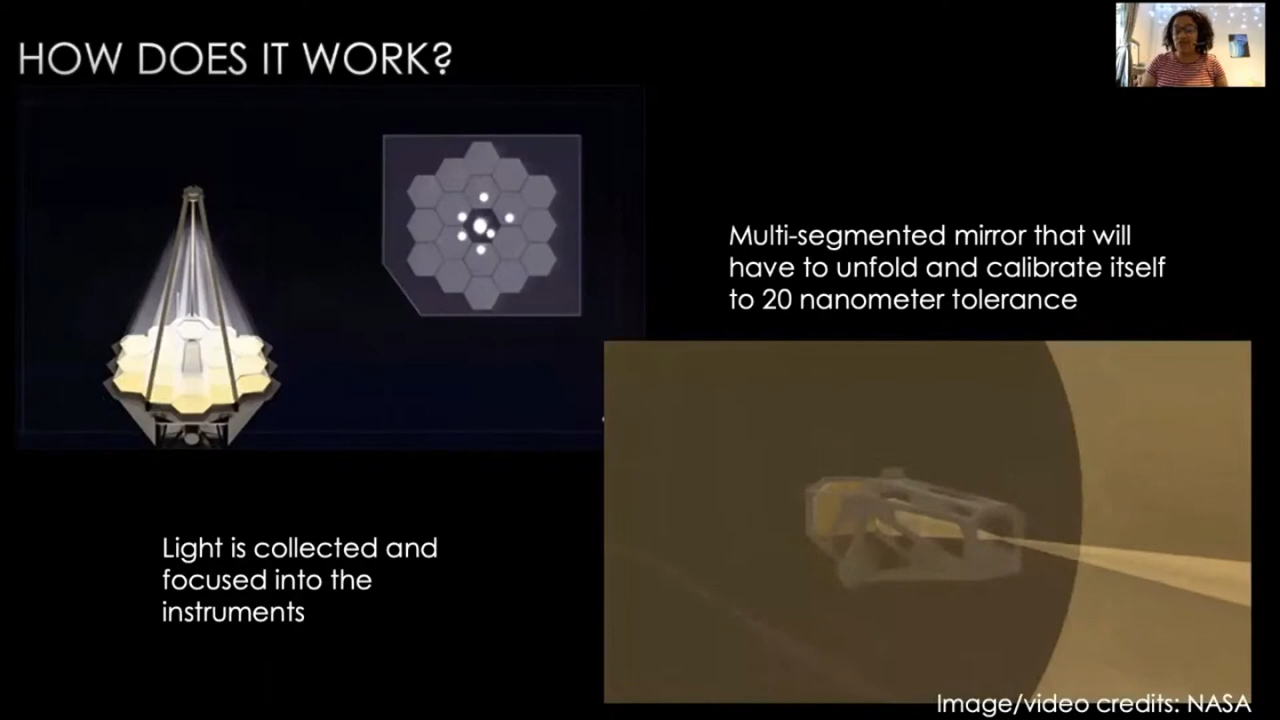 HOW DOES IT WORK?
Multi-segmented mirror that will
have to unfold and calibrate itself
to 20 nanometer tolerance
Light is collected and
focused into the
instruments
Image/video credits: NASA